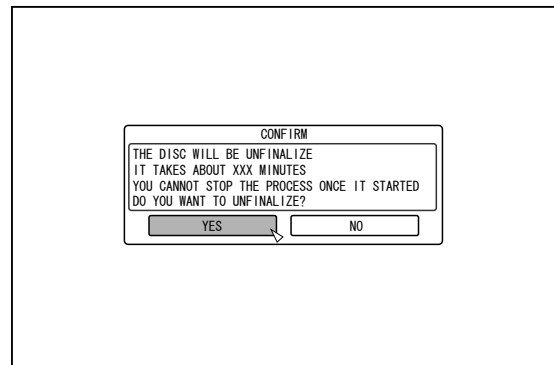 CONFIRM
THE DISC WILL BE UNFINALIZE
IT TAKES ABOUT XXX MINUTES
YOU CANNOT STOP THE PROCESS ONCE IT STARTED
DO YOU WANT TO UNFINALIZE?
YES NO